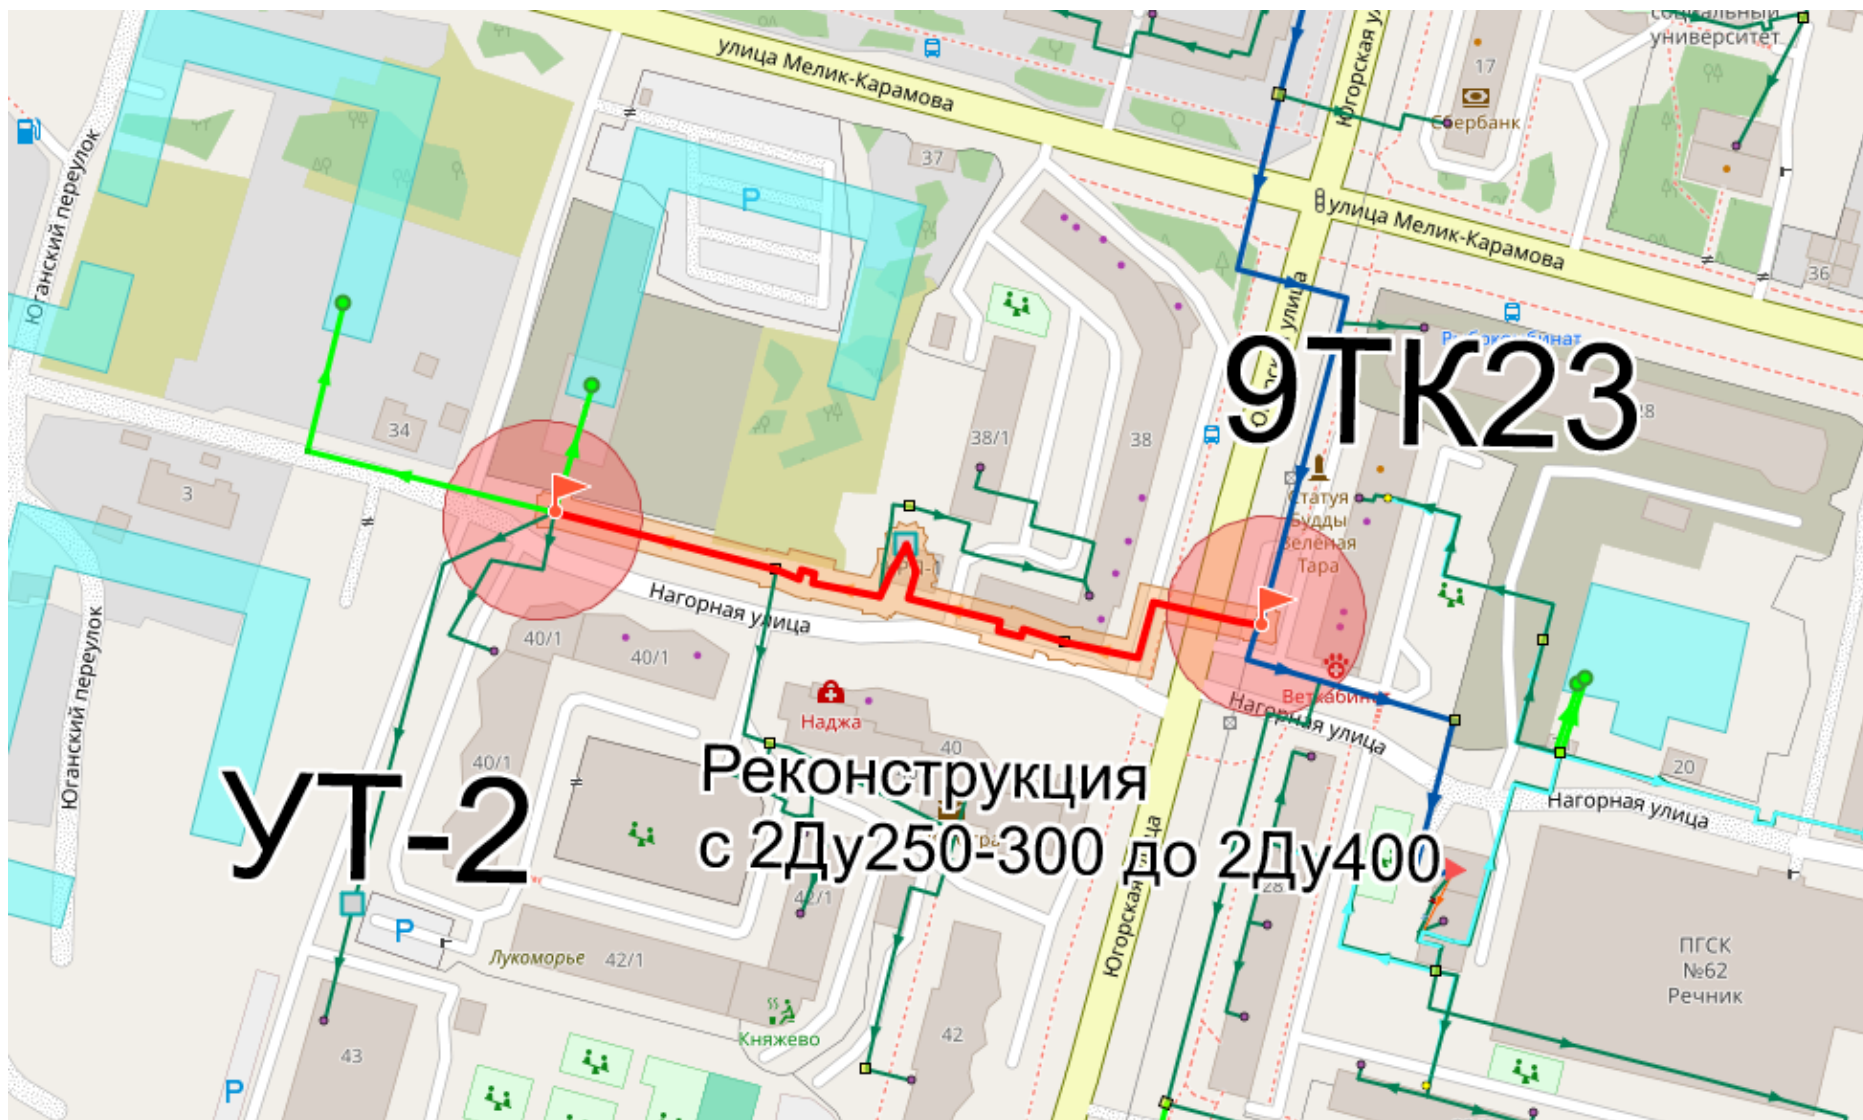 социальный
университет
улица Мелик-Карамова
Югорская у
17
Сбербанк
37
Юганский переулок
P
улица Мелик-Карамова
36
улица
9ТК23
28
38/1
38
34
3
Статуя
Будды
Зелёная
Тара
Нагорная улица
40/1
40/1
Веткабинет
Нагорная улица
Наджа
40
40/1
Юганский переулок
УТ-2
Реконструкция
с 2Ду250-300 до 2Ду400
20
Нагорная улица
28
42/1
P
Лукоморье
42/1
Югорская улица
ПГСК
№62
Речник
Княжево
42
43
P